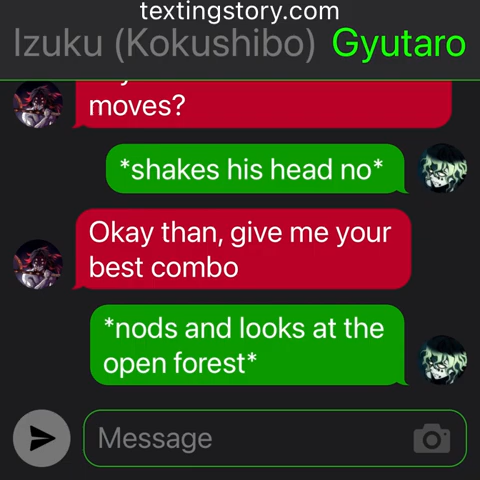 textingstory.com
Izuku (Kokushibo) Gyutaro
moves?
*shakes his head no*
Okay than, give me your
best combo
*nods and looks at the
open forest*
Message